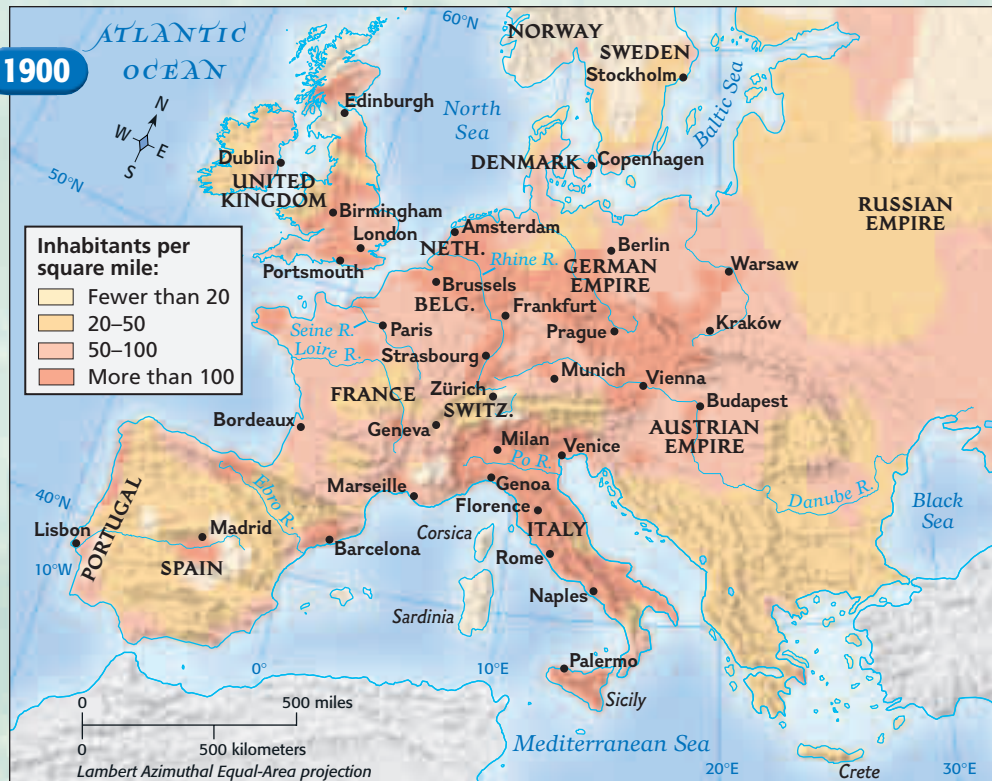 1900
ATLANTIC
OCEAN
60°N
50°N
40°N
10°W
0°
10°E
20°E
30°E
N
W
E
S
NORWAY
SWEDEN
Stockholm
North
Sea
Baltic Sea
Edinburgh
Dublin
UNITED
KINGDOM
Birmingham
London
Portsmouth
DENMARK
Copenhagen
RUSSIAN
EMPIRE
Inhabitants per
square mile:
Fewer than 20
20–50
50–100
More than 100
Amsterdam
NETH.
Rhine R.
Berlin
GERMAN
EMPIRE
Warsaw
Brussels
BELG.
Frankfurt
Prague
Kraków
Seine R.
Paris
Loire R.
Strasbourg
Munich
Vienna
FRANCE
Zürich
SWITZ.
Budapest
Bordeaux
Geneva
AUSTRIAN
EMPIRE
Milan
Venice
Po R.
Genoa
Marseille
Florence
Danube R.
Black
Sea
Ebro R.
Lisbon
PORTUGAL
Madrid
SPAIN
Barcelona
Corsica
ITALY
Rome
Naples
Sardinia
Palermo
Sicily
Mediterranean Sea
Crete
0
500 miles
0
500 kilometers
Lambert Azimuthal Equal-Area projection